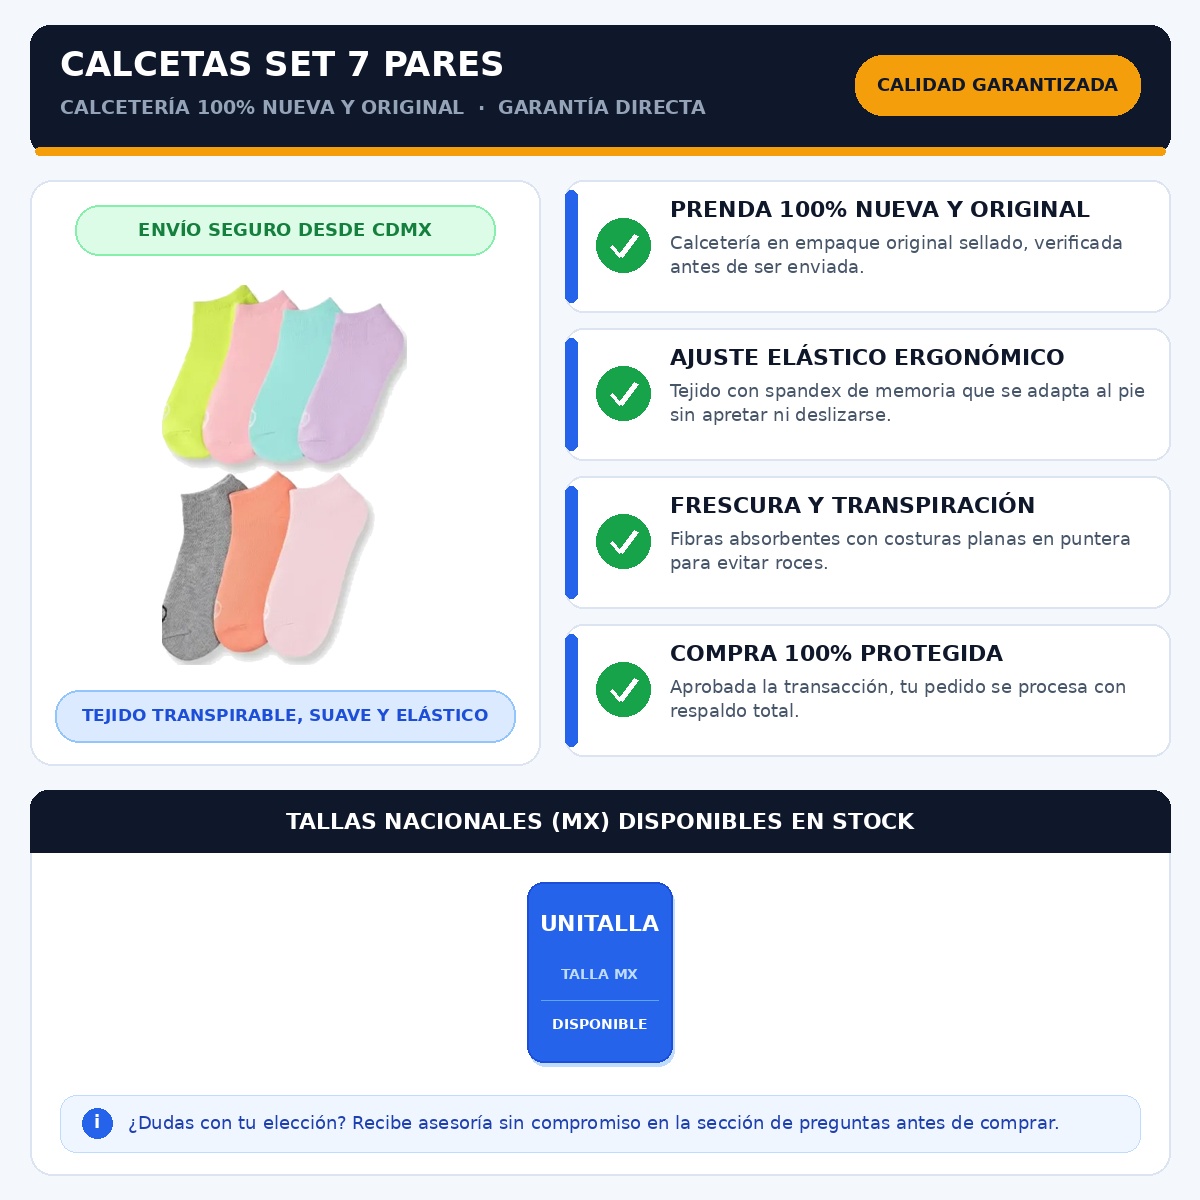 CALCETAS SET 7 PARES
CALCETERÍA 100% NUEVA Y ORIGINAL · GARANTÍA DIRECTA
CALIDAD GARANTIZADA
ENVÍO SEGURO DESDE CDMX
TEJIDO TRANSPIRABLE, SUAVE Y ELÁSTICO
PRENDA 100% NUEVA Y ORIGINAL
Calcetería en empaque original sellado, verificada
antes de ser enviada.
AJUSTE ELÁSTICO ERGONÓMICO
Tejido con spandex de memoria que se adapta al pie
sin apretar ni deslizarse.
FRESCURA Y TRANSPIRACIÓN
Fibras absorbentes con costuras planas en puntera
para evitar roces.
COMPRA 100% PROTEGIDA
Aprobada la transacción, tu pedido se procesa con
respaldo total.
TALLAS NACIONALES (MX) DISPONIBLES EN STOCK
UNITALLA
TALLA MX
DISPONIBLE
i ¿Dudas con tu elección? Recibe asesoría sin compromiso en la sección de preguntas antes de comprar.